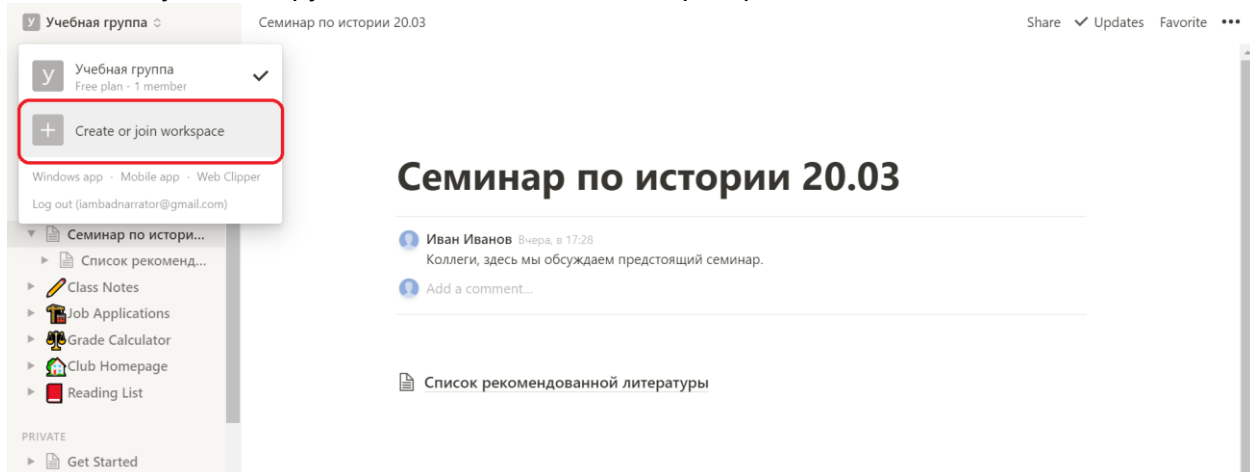 У Учебная группа
Семинар по истории 20.03
Share ✓ Updates Favorite •••
У Учебная группа
Free plan - 1 member
+ Create or join workspace
Windows app · Mobile app · Web Clipper
Log out (iambadnarrator@gmail.com)
Семинар по истори...
Список рекоменд...
Class Notes
Job Applications
Grade Calculator
Club Homepage
Reading List
PRIVATE
Get Started
Семинар по истории 20.03
Иван Иванов Вчера, в 17:28
Коллеги, здесь мы обсуждаем предстоящий семинар.
Add a comment...
Список рекомендованной литературы